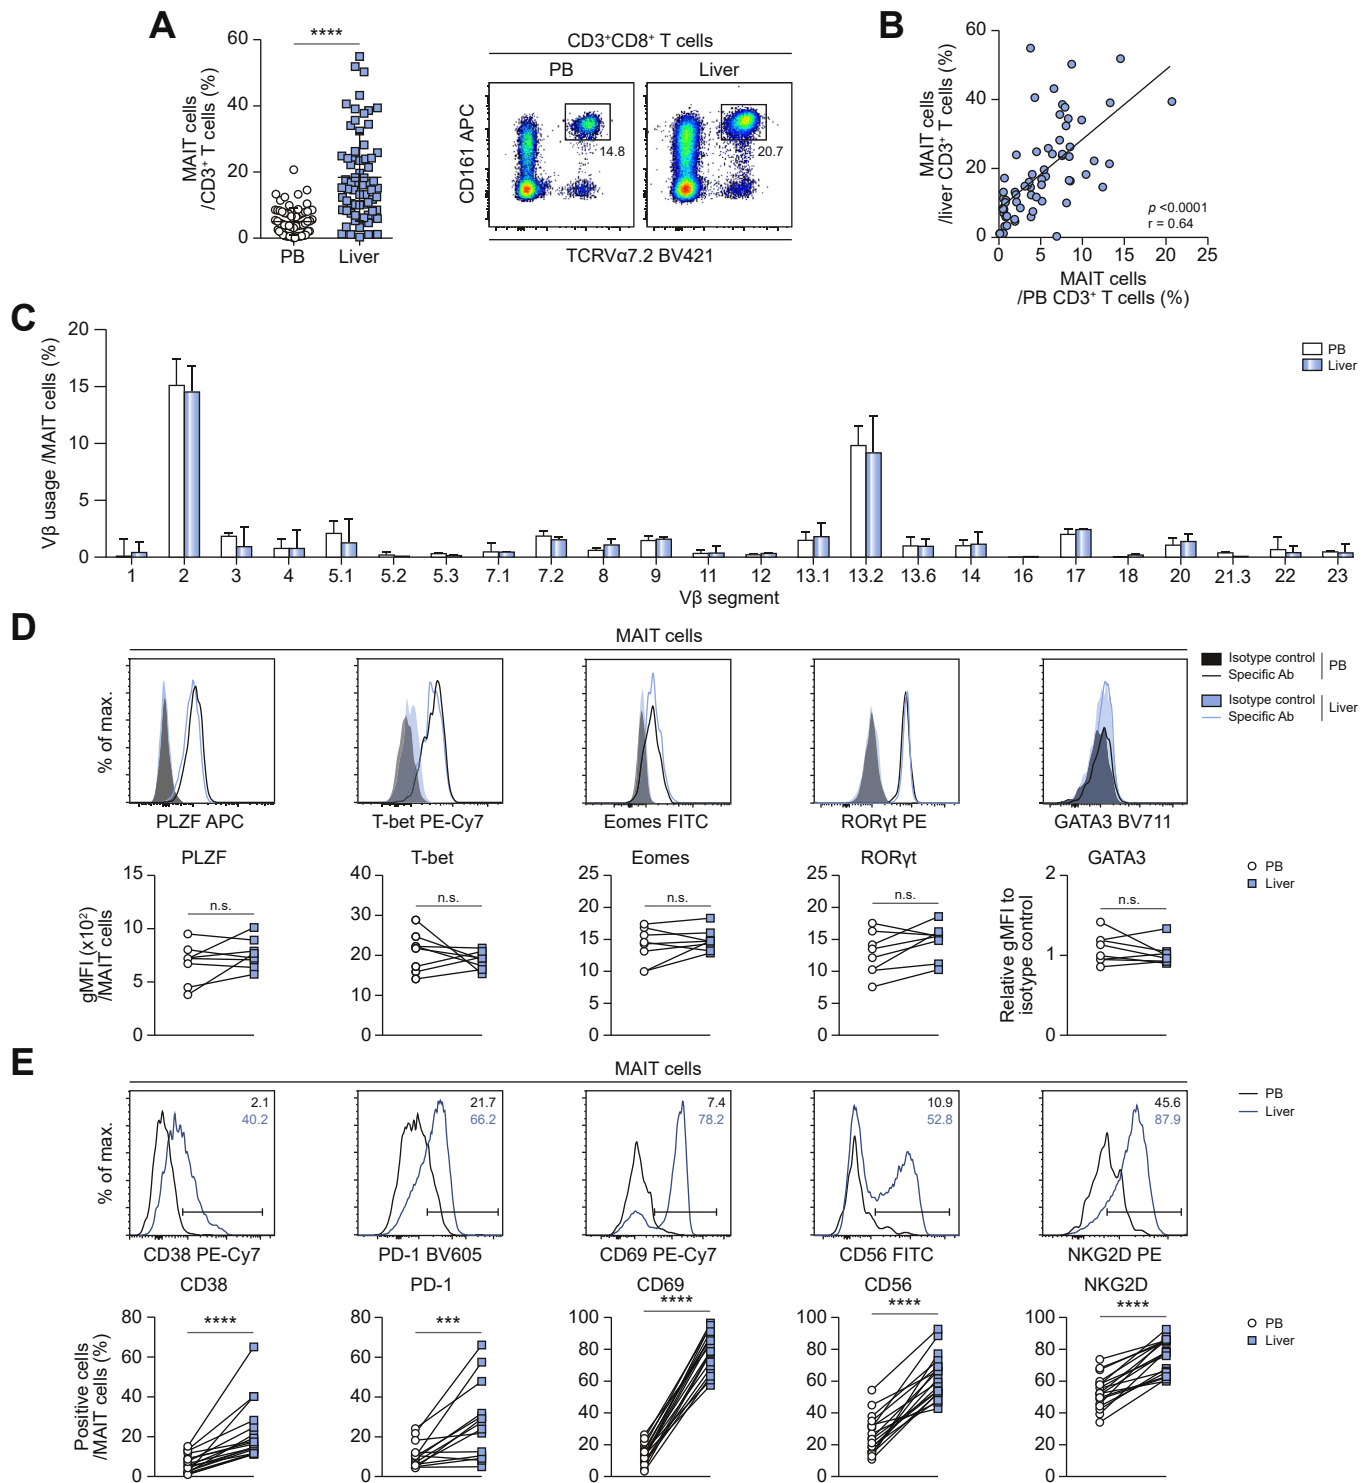 A
60
40
20
0
MAIT cells
/CD3⁺ T cells (%)
****
PB
Liver
CD3⁺CD8⁺ T cells
PB
Liver
CD161 APC
14.8
20.7
TCRVα7.2 BV421
B
60
40
20
0
MAIT cells
/liver CD3⁺ T cells (%)
p <0.0001
r = 0.64
0 5 10 15 20 25
MAIT cells
/PB CD3⁺ T cells (%)
C
20
15
10
5
0
Vβ usage /MAIT cells (%)
PB
Liver
1 2 3 4 5.1 5.2 5.3 7.1 7.2 8 9 11 12 13.1 13.2 13.6 14 16 17 18 20 21.3 22 23
Vβ segment
D
MAIT cells
% of max.
Isotype control
Specific Ab
PB
Isotype control
Specific Ab
Liver
PLZF APC
T-bet PE-Cy7
Eomes FITC
RORγt PE
GATA3 BV711
PLZF
gMFI (x10²)
/MAIT cells
15
10
5
0
n.s.
T-bet
40
30
20
10
0
n.s.
Eomes
25
20
15
10
5
0
n.s.
RORγt
25
20
15
10
5
0
n.s.
GATA3
Relative gMFI to
isotype control
2
1
0
n.s.
PB
Liver
E
MAIT cells
% of max.
2.1
40.2
21.7
66.2
7.4
78.2
10.9
52.8
45.6
87.9
PB
Liver
CD38 PE-Cy7
PD-1 BV605
CD69 PE-Cy7
CD56 FITC
NKG2D PE
CD38
Positive cells
/MAIT cells (%)
80
60
40
20
0
****
PD-1
80
60
40
20
0
***
CD69
100
80
60
40
20
0
****
CD56
100
80
60
40
20
0
****
NKG2D
100
80
60
40
20
0
****
PB
Liver